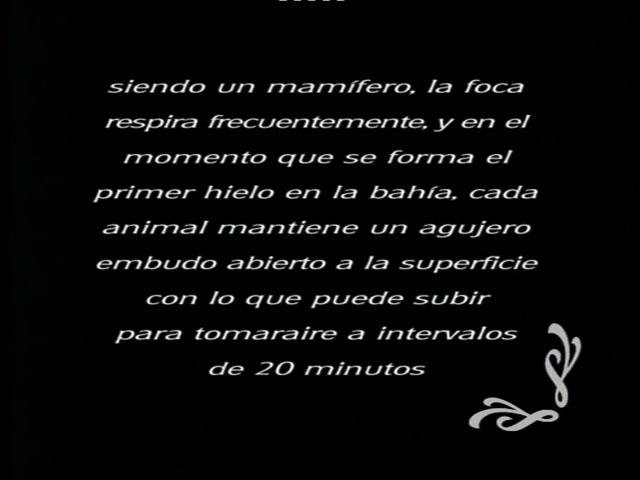 siendo un mamífero, la foca
respira frecuentemente, y en el
momento que se forma el
primer hielo en la bahía, cada
animal mantiene un agujero
embudo abierto a la superficie
con lo que puede subir
para tomaraire a intervalos
de 20 minutos